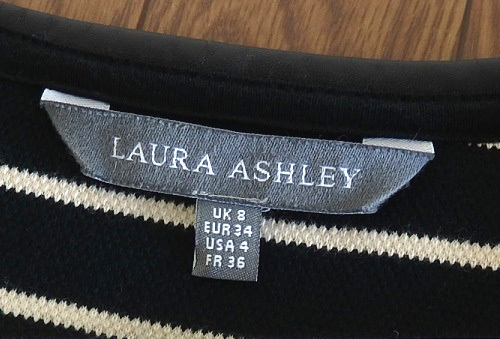 LAURA ASHLEY
UK 8
EUR 34
USA 4
FR 36